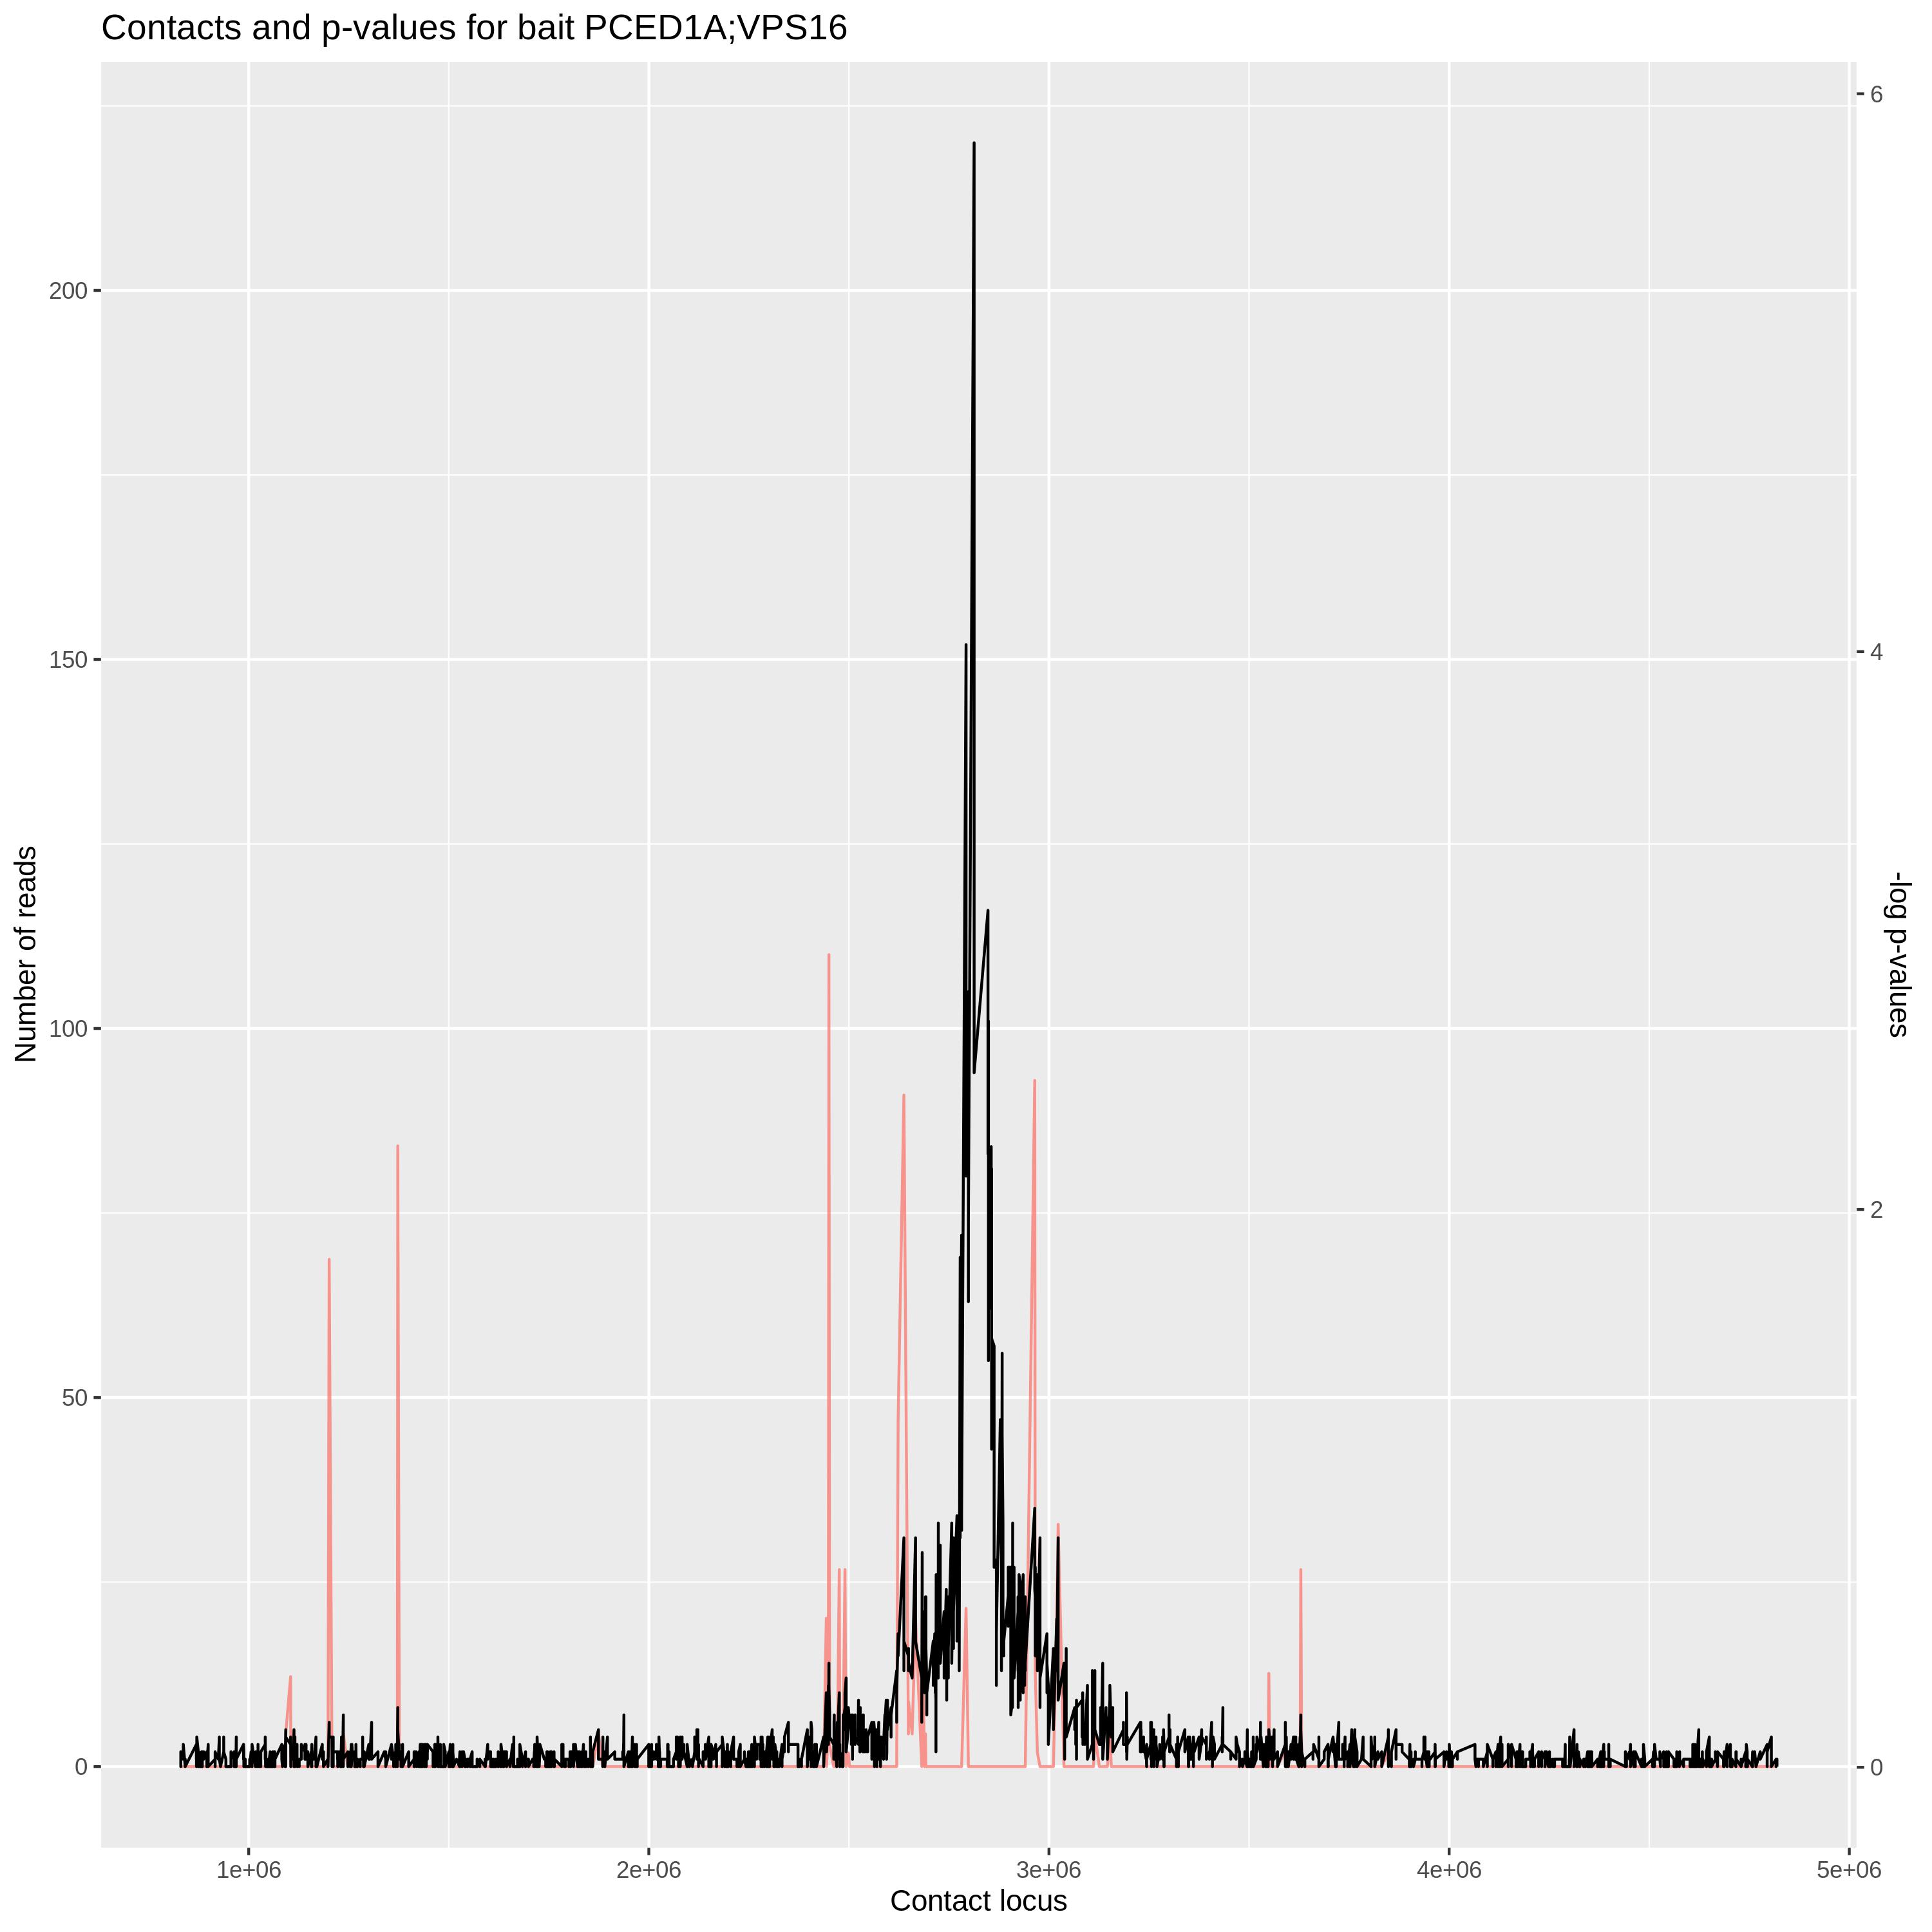 Contacts and p-values for bait PCED1A;VPS16
Number of reads
200
150
100
50
0
6
4
2
0
-log p-values
1e+06 2e+06 3e+06 4e+06 5e+06
Contact locus